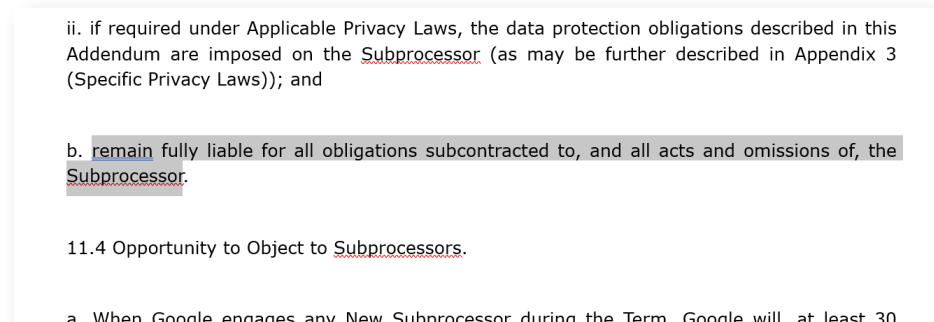 ii. if required under Applicable Privacy Laws, the data protection obligations described in this
Addendum are imposed on the Subprocessor (as may be further described in Appendix 3
(Specific Privacy Laws)); and
b. remain fully liable for all obligations subcontracted to, and all acts and omissions of, the
Subprocessor.
11.4 Opportunity to Object to Subprocessors.
a. When Google engages any New Subprocessor during the Term, Google will, at least 30